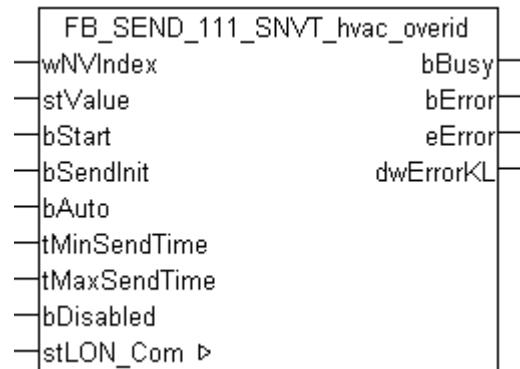 FB_SEND_111_SNVT_hvac_overid
wNVIndex bBusy
stValue bError
bStart eError
bSendInit dwErrorKL
bAuto
tMinSendTime
tMaxSendTime
bDisabled
stLON_Com ▷